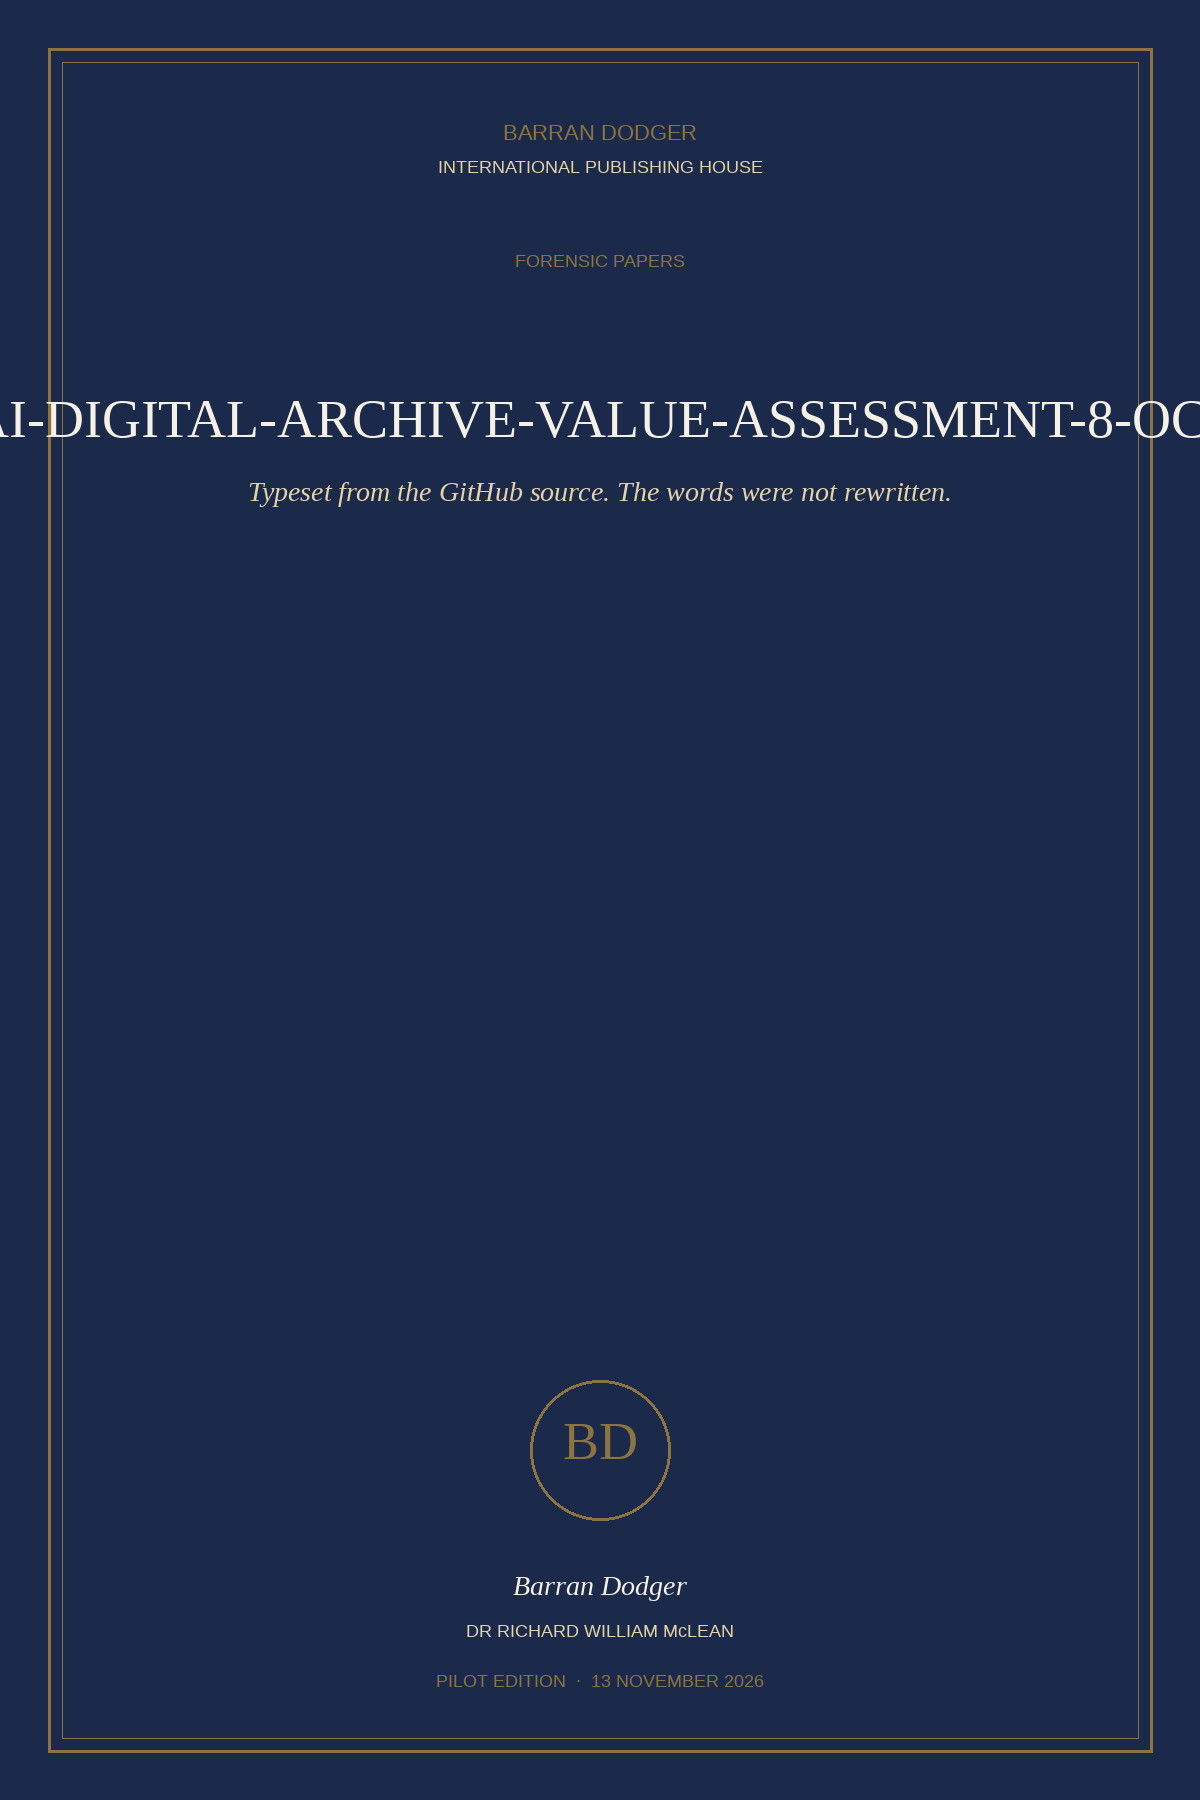 BARRAN DODGER
INTERNATIONAL PUBLISHING HOUSE
FORENSIC PAPERS
AI-DIGITAL-ARCHIVE-VALUE-ASSESSMENT-8-OC
Typeset from the GitHub source. The words were not rewritten.
BD
Barran Dodger
DR RICHARD WILLIAM McLEAN
PILOT EDITION · 13 NOVEMBER 2026